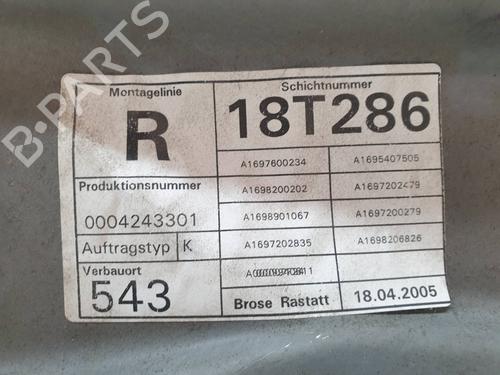 B-PARTS
Montagelinie
R
Schichtnummer
18T286
Produktionsnummer
0004243301
Auftragstyp K
Verbauort
543
A1697600234 A1695407505
A1698200202 A1697202479
A1698901067 A1697200279
A1697202835 A1698206826
Brose Rastatt 18.04.2005